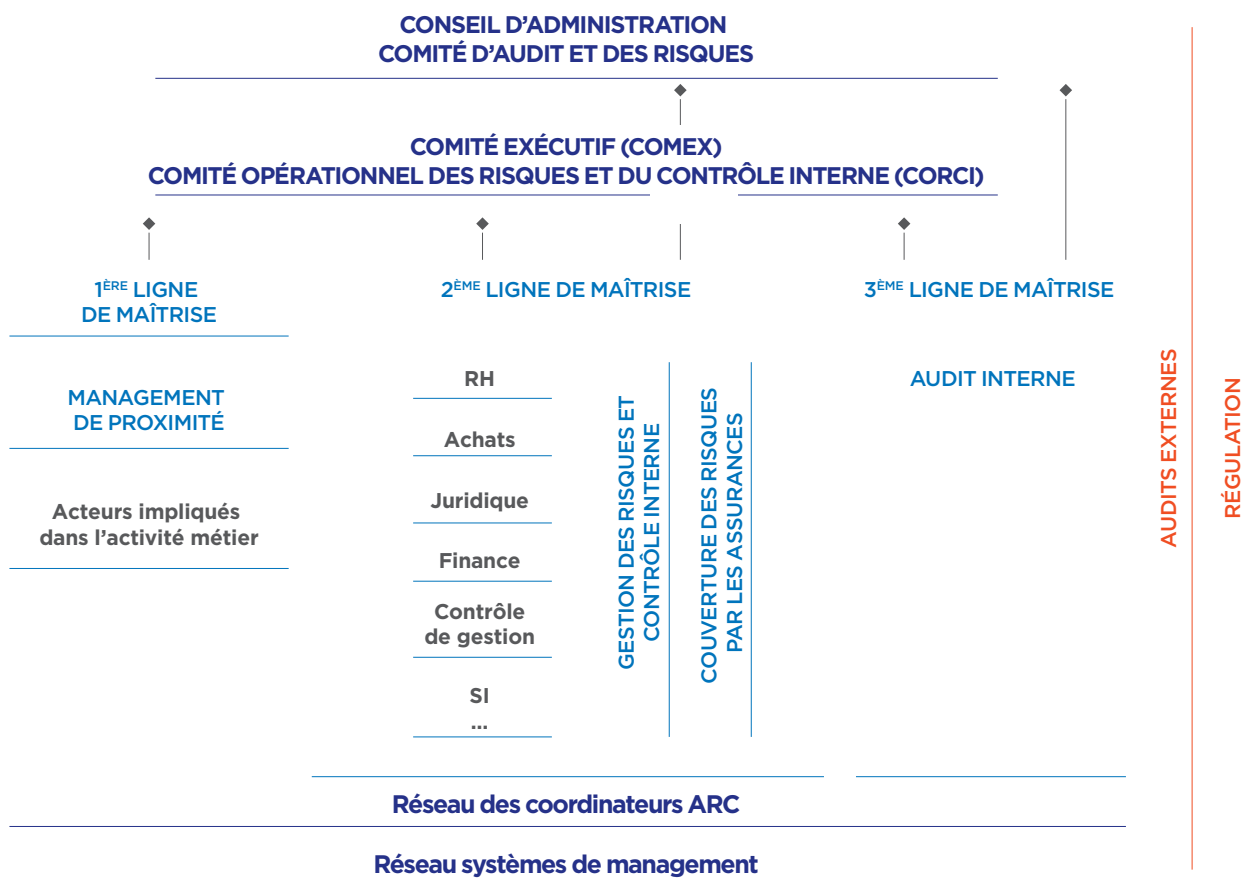 CONSEIL D'ADMINISTRATION
COMITÉ D'AUDIT ET DES RISQUES
COMITÉ EXÉCUTIF (COMEX)
COMITÉ OPÉRATIONNEL DES RISQUES ET DU CONTRÔLE INTERNE (CORCI)
1ÈRE LIGNE
DE MAÎTRISE
MANAGEMENT
DE PROXIMITÉ
Acteurs impliqués
dans l'activité métier
2ÈME LIGNE DE MAÎTRISE
RH
Achats
Juridique
Finance
Contrôle
de gestion
SI
...
GESTION DES RISQUES ET
CONTRÔLE INTERNE
COUVERTURE DES RISQUES
PAR LES ASSURANCES
3ÈME LIGNE DE MAÎTRISE
AUDIT INTERNE
AUDITS EXTERNES
RÉGULATION
Réseau des coordinateurs ARC
Réseau systèmes de management